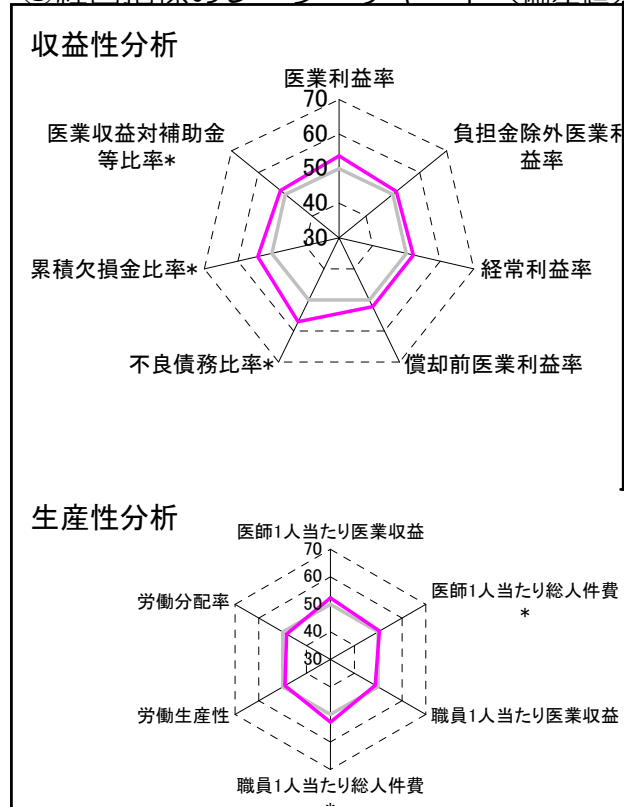 収益性分析
医業利益率
70
60
50
40
30
負担金除外医業利
益率
経常利益率
償却前医業利益率
不良債務比率*
累積欠損金比率*
医業収益対補助金
等比率*
生産性分析
医師1人当たり医業収益
70
60
50
40
30
医師1人当たり総人件費
*
職員1人当たり医業収益
職員1人当たり総人件費
*
労働生産性
労働分配率